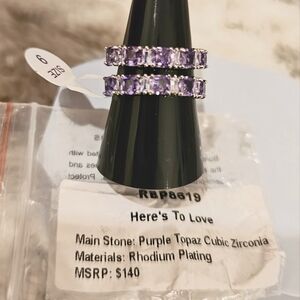 SIZE 9
RBP8619
Here's To Love
Main Stone: Purple Topaz Cubic Zirconia
Materials: Rhodium Plating
MSRP: $140